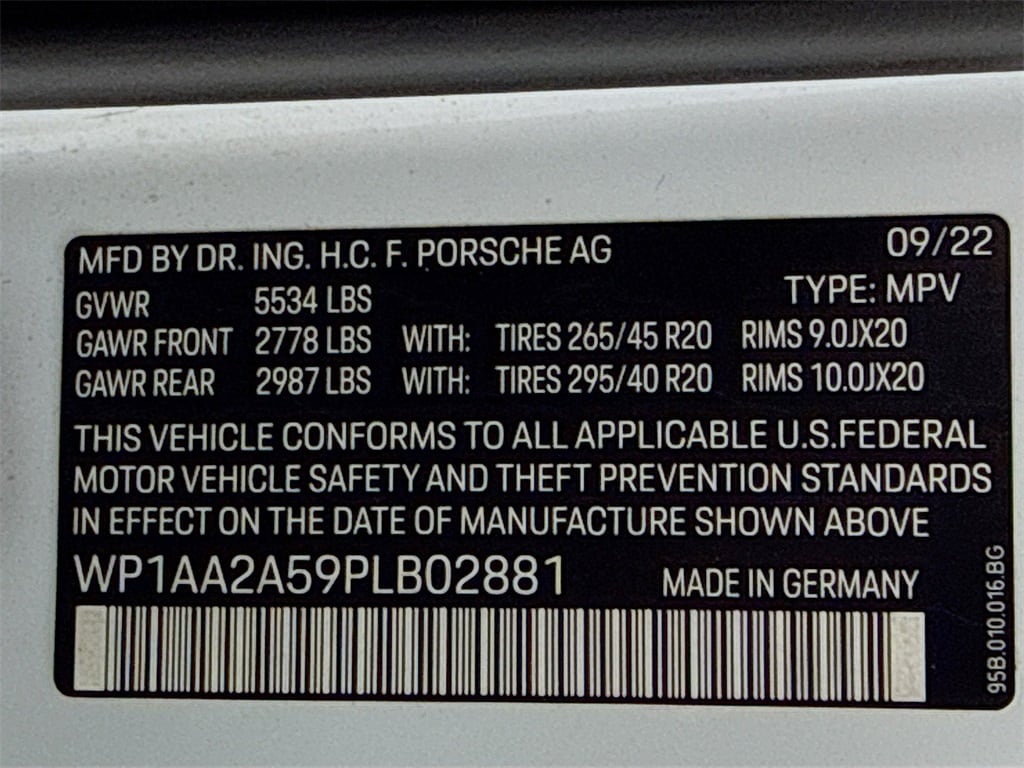 MFD BY DR. ING. H.C. F. PORSCHE AG 09/22
GVWR 5534 LBS TYPE: MPV
GAWR FRONT 2778 LBS WITH: TIRES 265/45 R20 RIMS 9.0JX20
GAWR REAR 2987 LBS WITH: TIRES 295/40 R20 RIMS 10.0JX20
THIS VEHICLE CONFORMS TO ALL APPLICABLE U.S.FEDERAL
MOTOR VEHICLE SAFETY AND THEFT PREVENTION STANDARDS
IN EFFECT ON THE DATE OF MANUFACTURE SHOWN ABOVE
WP1AA2A59PLB02881 MADE IN GERMANY
95B.010.016.BG